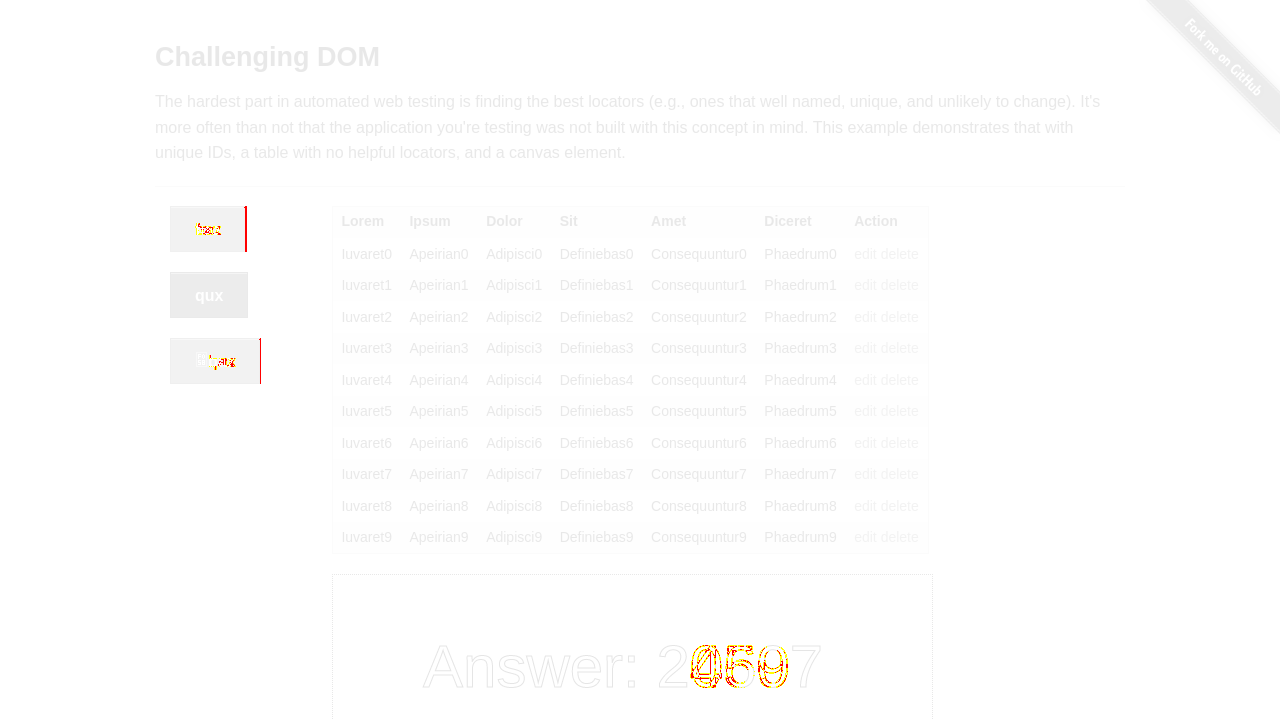 Fork me on GitHub
Challenging DOM
The hardest part in automated web testing is finding the best locators (e.g., ones that well named, unique, and unlikely to change). It's
more often than not that the application you're testing was not built with this concept in mind. This example demonstrates that with
unique IDs, a table with no helpful locators, and a canvas element.
qux
Lorem Ipsum Dolor Sit Amet Diceret Action
Iuvaret0 Apeirian0 Adipisci0 Definiebas0 Consequuntur0 Phaedrum0 edit delete
Iuvaret1 Apeirian1 Adipisci1 Definiebas1 Consequuntur1 Phaedrum1 edit delete
Iuvaret2 Apeirian2 Adipisci2 Definiebas2 Consequuntur2 Phaedrum2 edit delete
Iuvaret3 Apeirian3 Adipisci3 Definiebas3 Consequuntur3 Phaedrum3 edit delete
Iuvaret4 Apeirian4 Adipisci4 Definiebas4 Consequuntur4 Phaedrum4 edit delete
Iuvaret5 Apeirian5 Adipisci5 Definiebas5 Consequuntur5 Phaedrum5 edit delete
Iuvaret6 Apeirian6 Adipisci6 Definiebas6 Consequuntur6 Phaedrum6 edit delete
Iuvaret7 Apeirian7 Adipisci7 Definiebas7 Consequuntur7 Phaedrum7 edit delete
Iuvaret8 Apeirian8 Adipisci8 Definiebas8 Consequuntur8 Phaedrum8 edit delete
Iuvaret9 Apeirian9 Adipisci9 Definiebas9 Consequuntur9 Phaedrum9 edit delete
Answer: